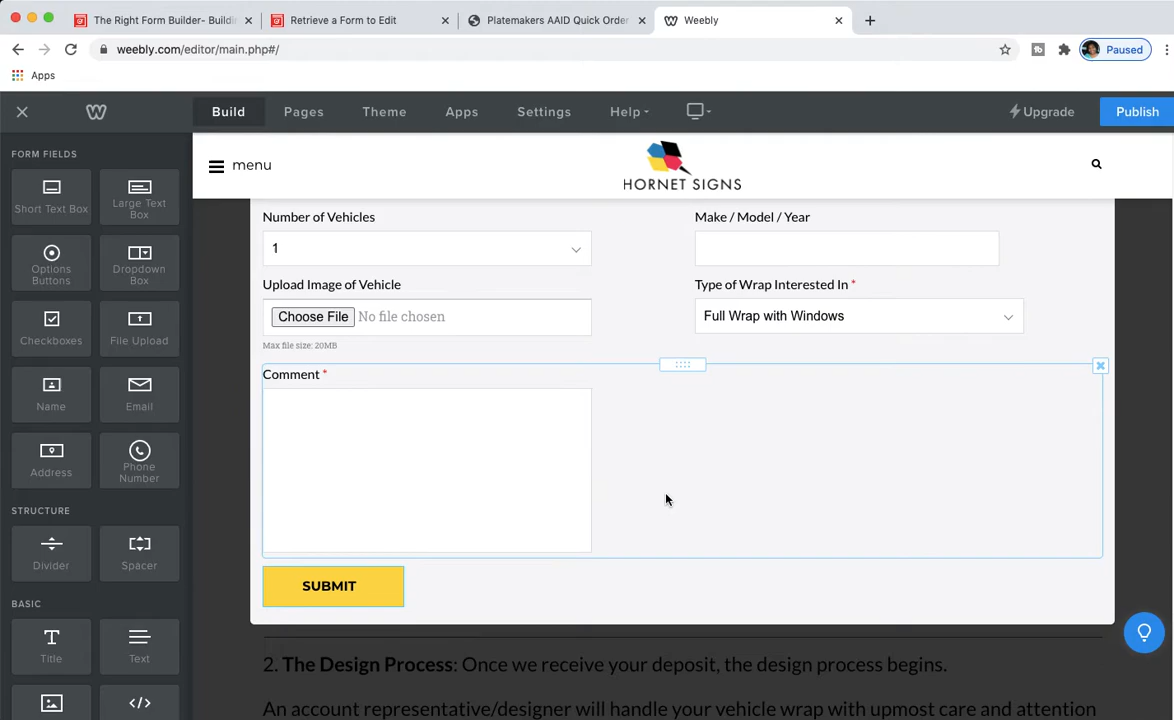 The Right Form Builder- Buildi
Retrieve a Form to Edit
Platemakers AAID Quick Order
Weebly
weebly.com/editor/main.php#/
Paused
Apps
Build
Pages
Theme
Apps
Settings
Help
Upgrade
Publish
FORM FIELDS
Short Text Box
Large Text Box
Options Buttons
Dropdown Box
Checkboxes
File Upload
Name
Email
Address
Phone Number
STRUCTURE
Divider
Spacer
BASIC
Title
Text
menu
HORNET SIGNS
Number of Vehicles
1
Make / Model / Year
Upload Image of Vehicle
Choose File No file chosen
Max file size: 20MB
Type of Wrap Interested In *
Full Wrap with Windows
Comment *
SUBMIT
2. The Design Process: Once we receive your deposit, the design process begins.
An account representative/designer will handle your vehicle wrap with upmost care and attention